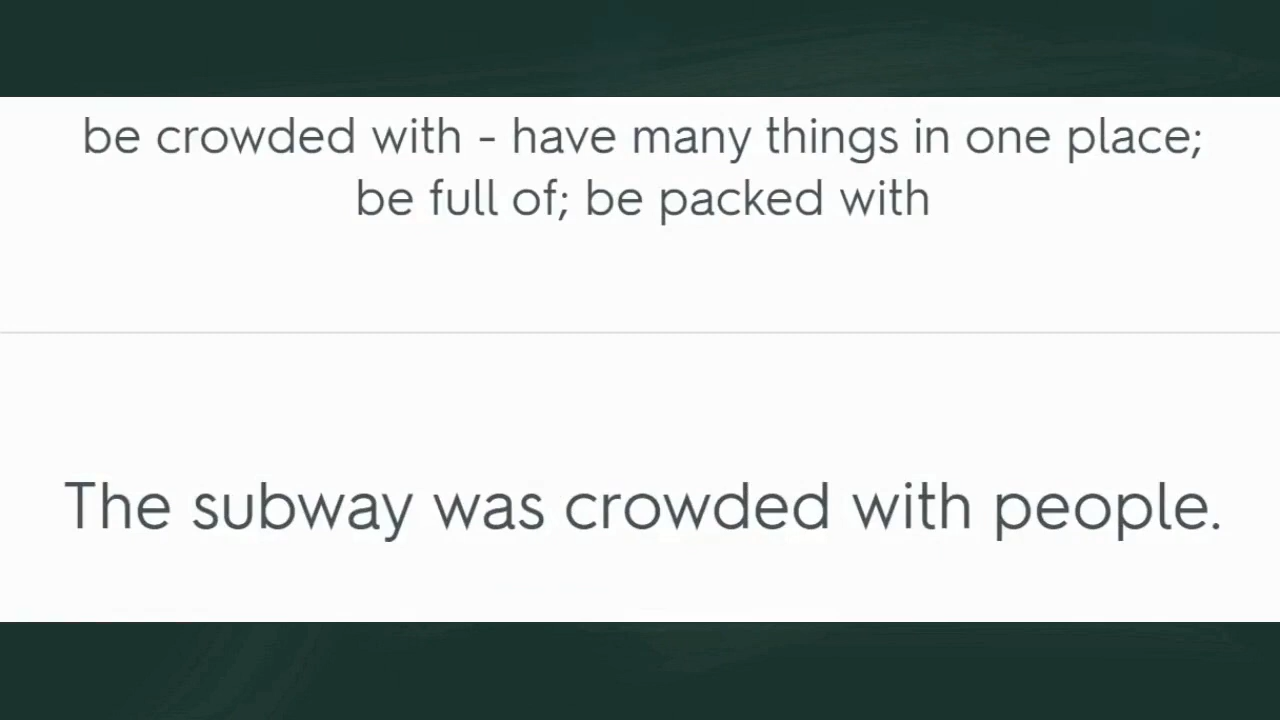 be crowded with - have many things in one place;
be full of; be packed with
The subway was crowded with people.